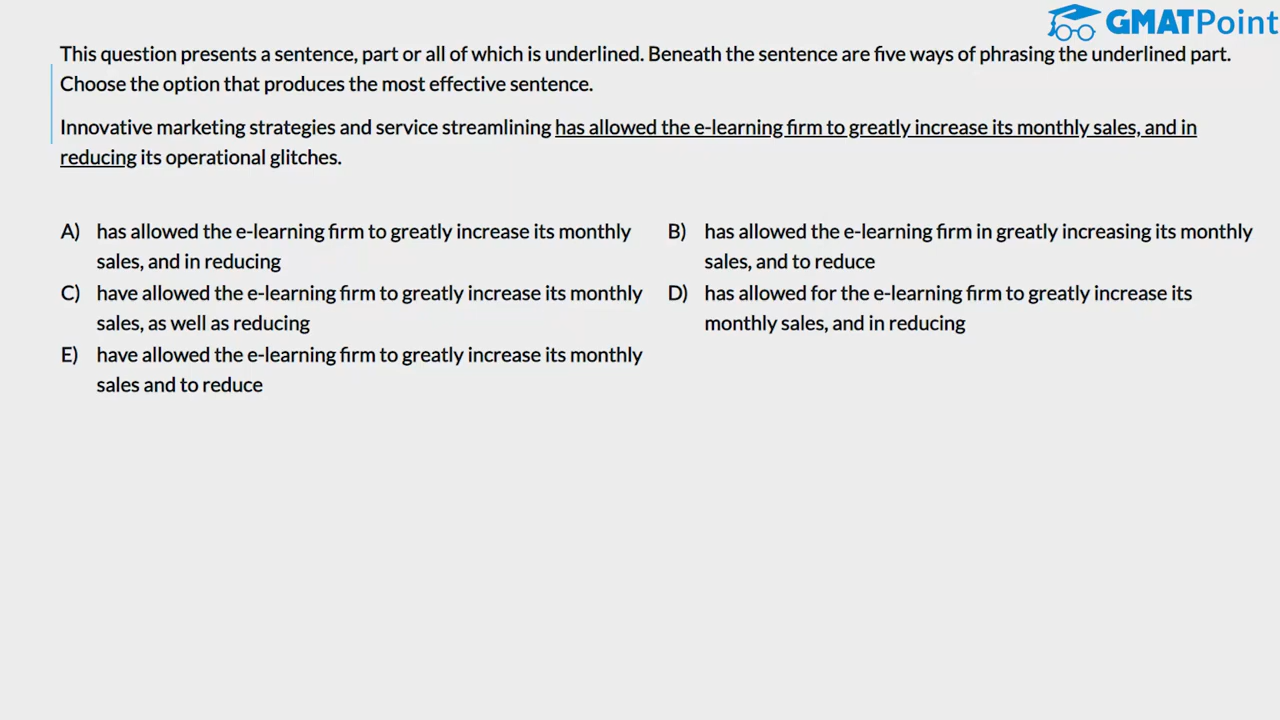 GMATPoint
This question presents a sentence, part or all of which is underlined. Beneath the sentence are five ways of phrasing the underlined part.
Choose the option that produces the most effective sentence.
Innovative marketing strategies and service streamlining has allowed the e-learning firm to greatly increase its monthly sales, and in
reducing its operational glitches.
A) has allowed the e-learning firm to greatly increase its monthly
sales, and in reducing
B) has allowed the e-learning firm in greatly increasing its monthly
sales, and to reduce
C) have allowed the e-learning firm to greatly increase its monthly
sales, as well as reducing
D) has allowed for the e-learning firm to greatly increase its
monthly sales, and in reducing
E) have allowed the e-learning firm to greatly increase its monthly
sales and to reduce